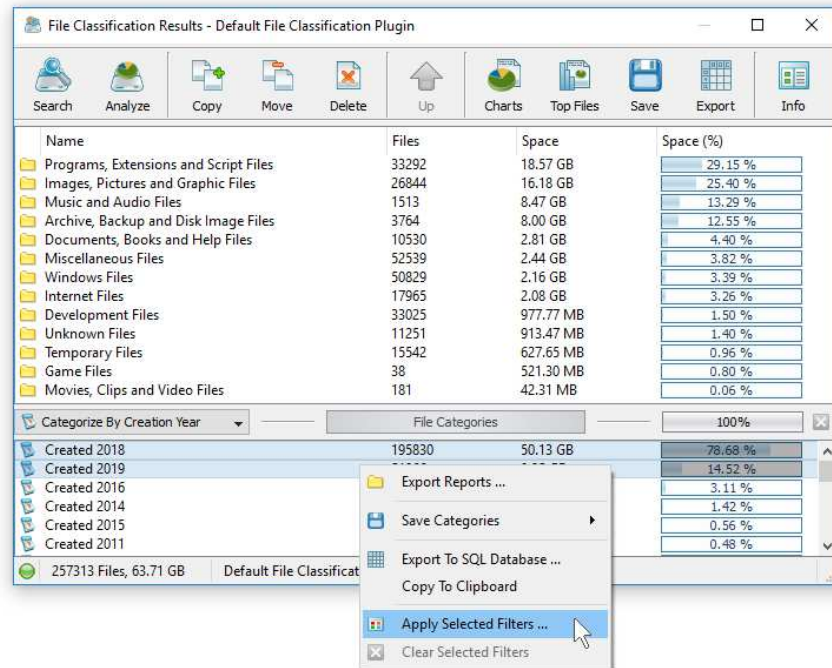 File Classification Results - Default File Classification Plugin
Search Analyze Copy Move Delete Up Charts Top Files Save Export Info
Name Files Space Space (%)
Programs, Extensions and Script Files 33292 18.57 GB 29.15 %
Images, Pictures and Graphic Files 26844 16.18 GB 25.40 %
Music and Audio Files 1513 8.47 GB 13.29 %
Archive, Backup and Disk Image Files 3764 8.00 GB 12.55 %
Documents, Books and Help Files 10530 2.81 GB 4.40 %
Miscellaneous Files 52539 2.44 GB 3.82 %
Windows Files 50829 2.16 GB 3.39 %
Internet Files 17965 2.08 GB 3.26 %
Development Files 33025 977.77 MB 1.50 %
Unknown Files 11251 913.47 MB 1.40 %
Temporary Files 15542 627.65 MB 0.96 %
Game Files 38 521.30 MB 0.80 %
Movies, Clips and Video Files 181 42.31 MB 0.06 %
Categorize By Creation Year File Categories 100%
Created 2018 195830 50.13 GB 78.68 %
Created 2019 14.52 %
Created 2016 3.11 %
Created 2014 1.42 %
Created 2015 0.56 %
Created 2011 0.48 %
Export Reports ...
Save Categories
Export To SQL Database ...
Copy To Clipboard
Apply Selected Filters ...
Clear Selected Filters
257313 Files, 63.71 GB Default File Classificat